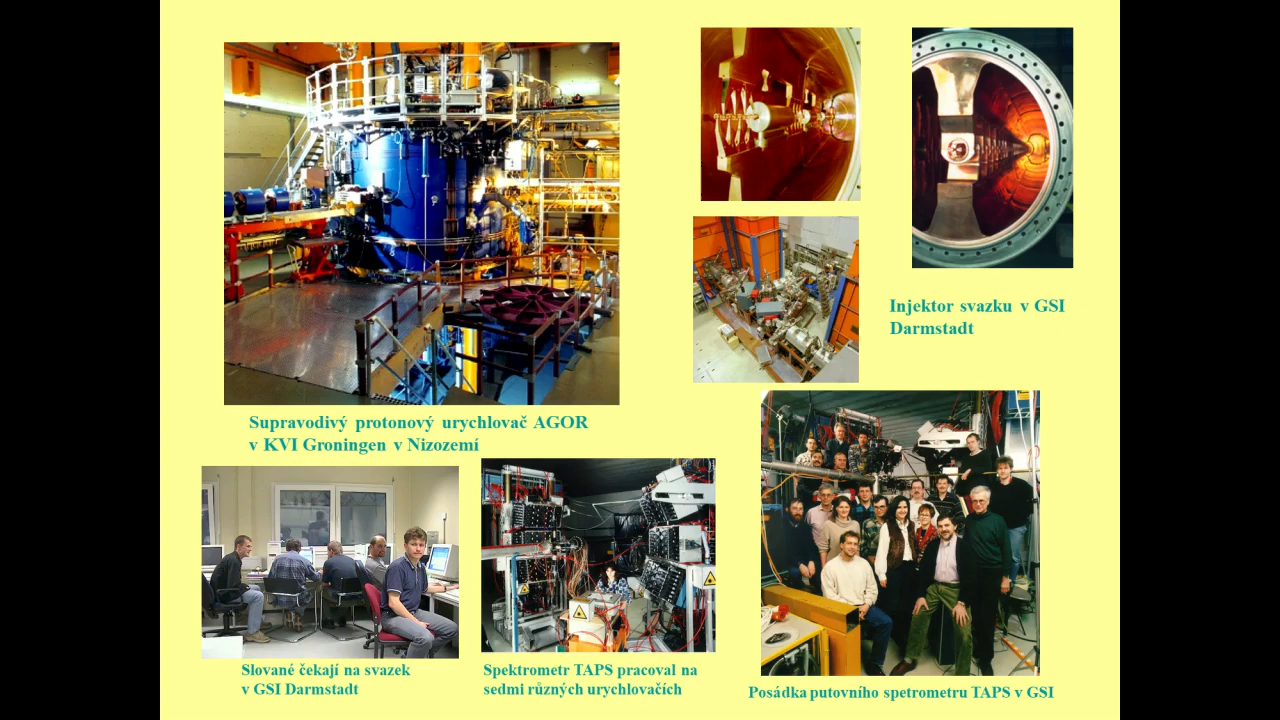 Injektor svazku v GSI
Darmstadt
Supravodivý protonový urychlovač AGOR
v KVI Groningen v Nizozemí
Slované čekají na svazek
v GSI Darmstadt
Spektrometr TAPS pracoval na
sedmi různých urychlovačích
Posádka putovního spetrometru TAPS v GSI